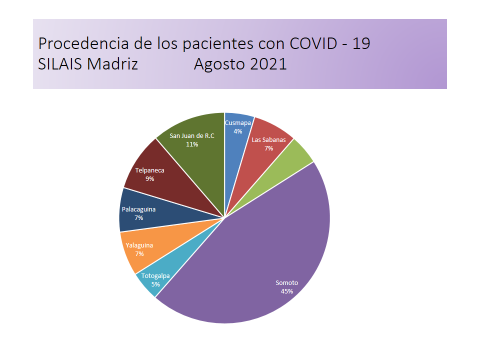 Procedencia de los pacientes con COVID - 19
SILAIS Madriz Agosto 2021
San Juan de R.C
11%
Cusmapa
4%
Las Sabanas
7%
Telpaneca
9%
Palacaguina
7%
Yalaguina
7%
Totogalpa
5%
Somoto
45%